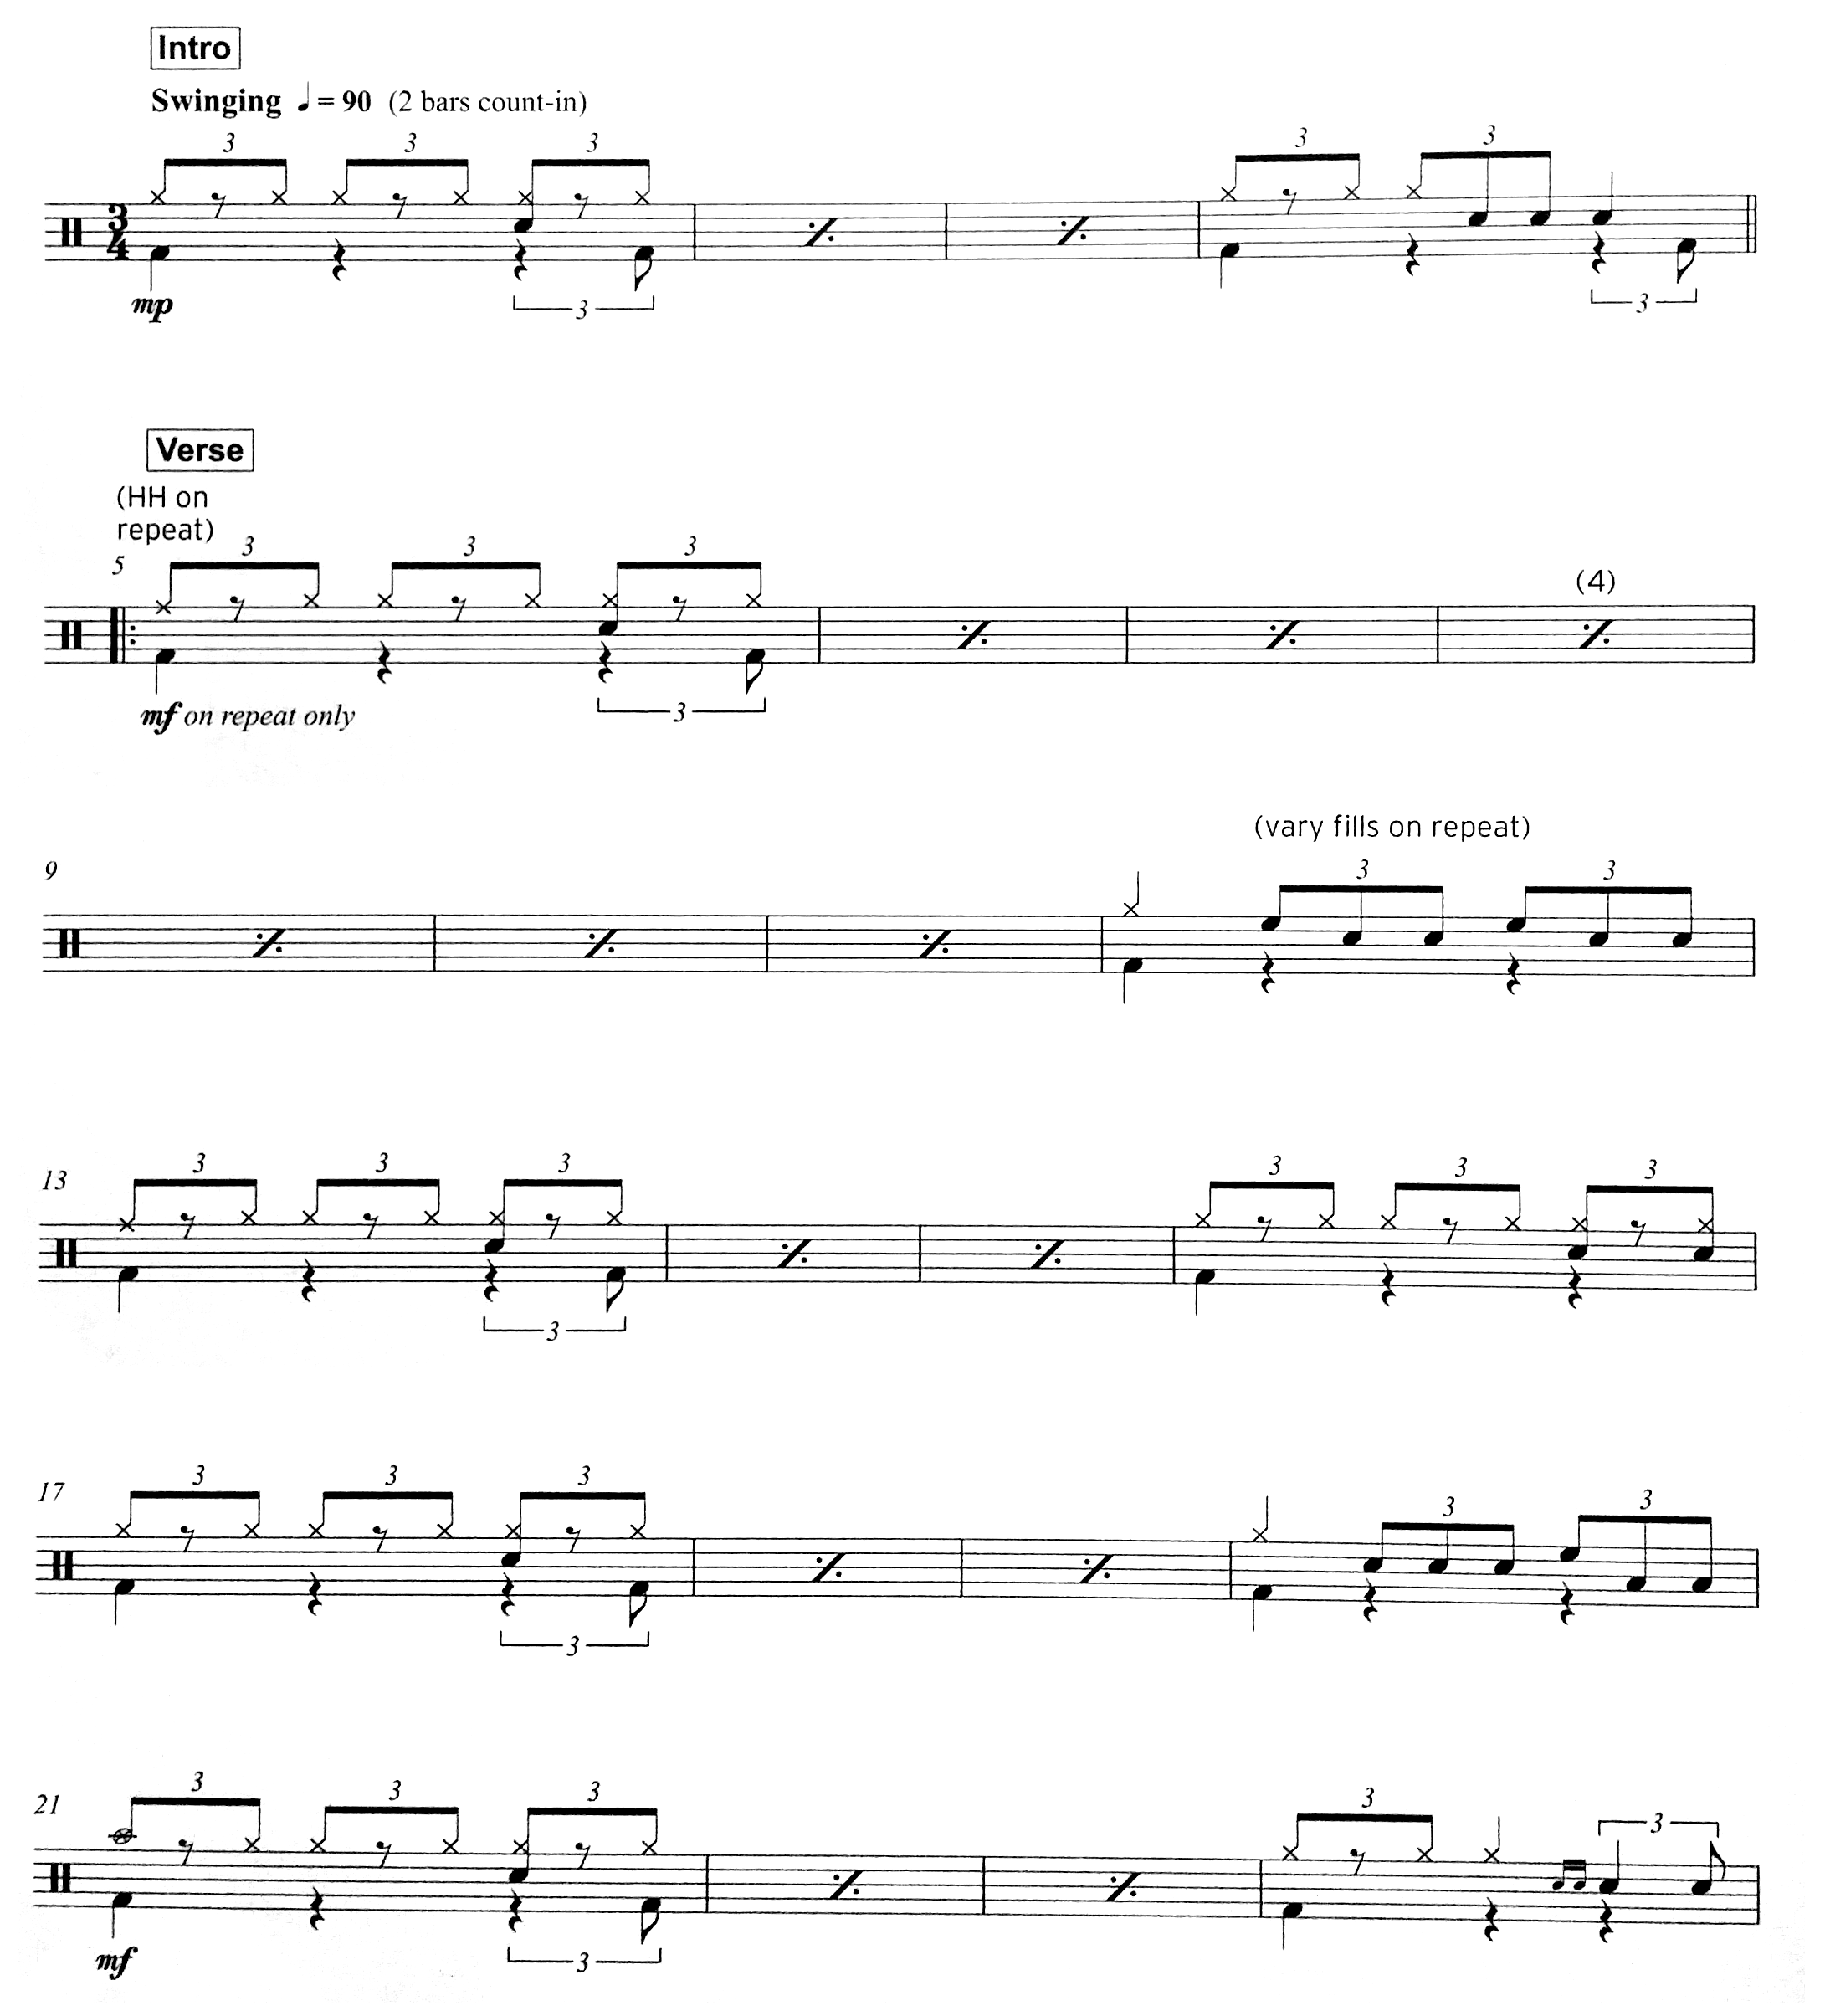 Intro
Swinging ♩ = 90 (2 bars count-in)
3 3 3 3 3
3
4
mp
3 3
Verse
(HH on
repeat)
5 3 3 3
(4)
mf on repeat only
3
(vary fills on repeat)
9 3 3
13 3 3 3 3 3 3
3
17 3 3 3 3 3
3
21 3 3 3 3 3
mf
3